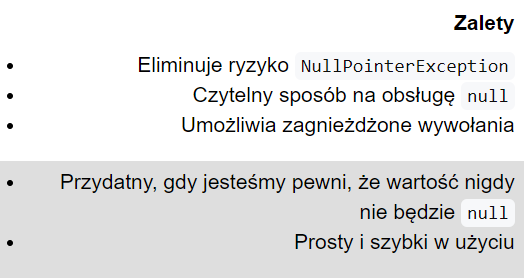 Zalety
• Eliminuje ryzyko NullPointerException
• Czytelny sposób na obsługę null
• Umożliwia zagnieżdżone wywołania
• Przydatny, gdy jesteśmy pewni, że wartość nigdy
nie będzie null
• Prosty i szybki w użyciu